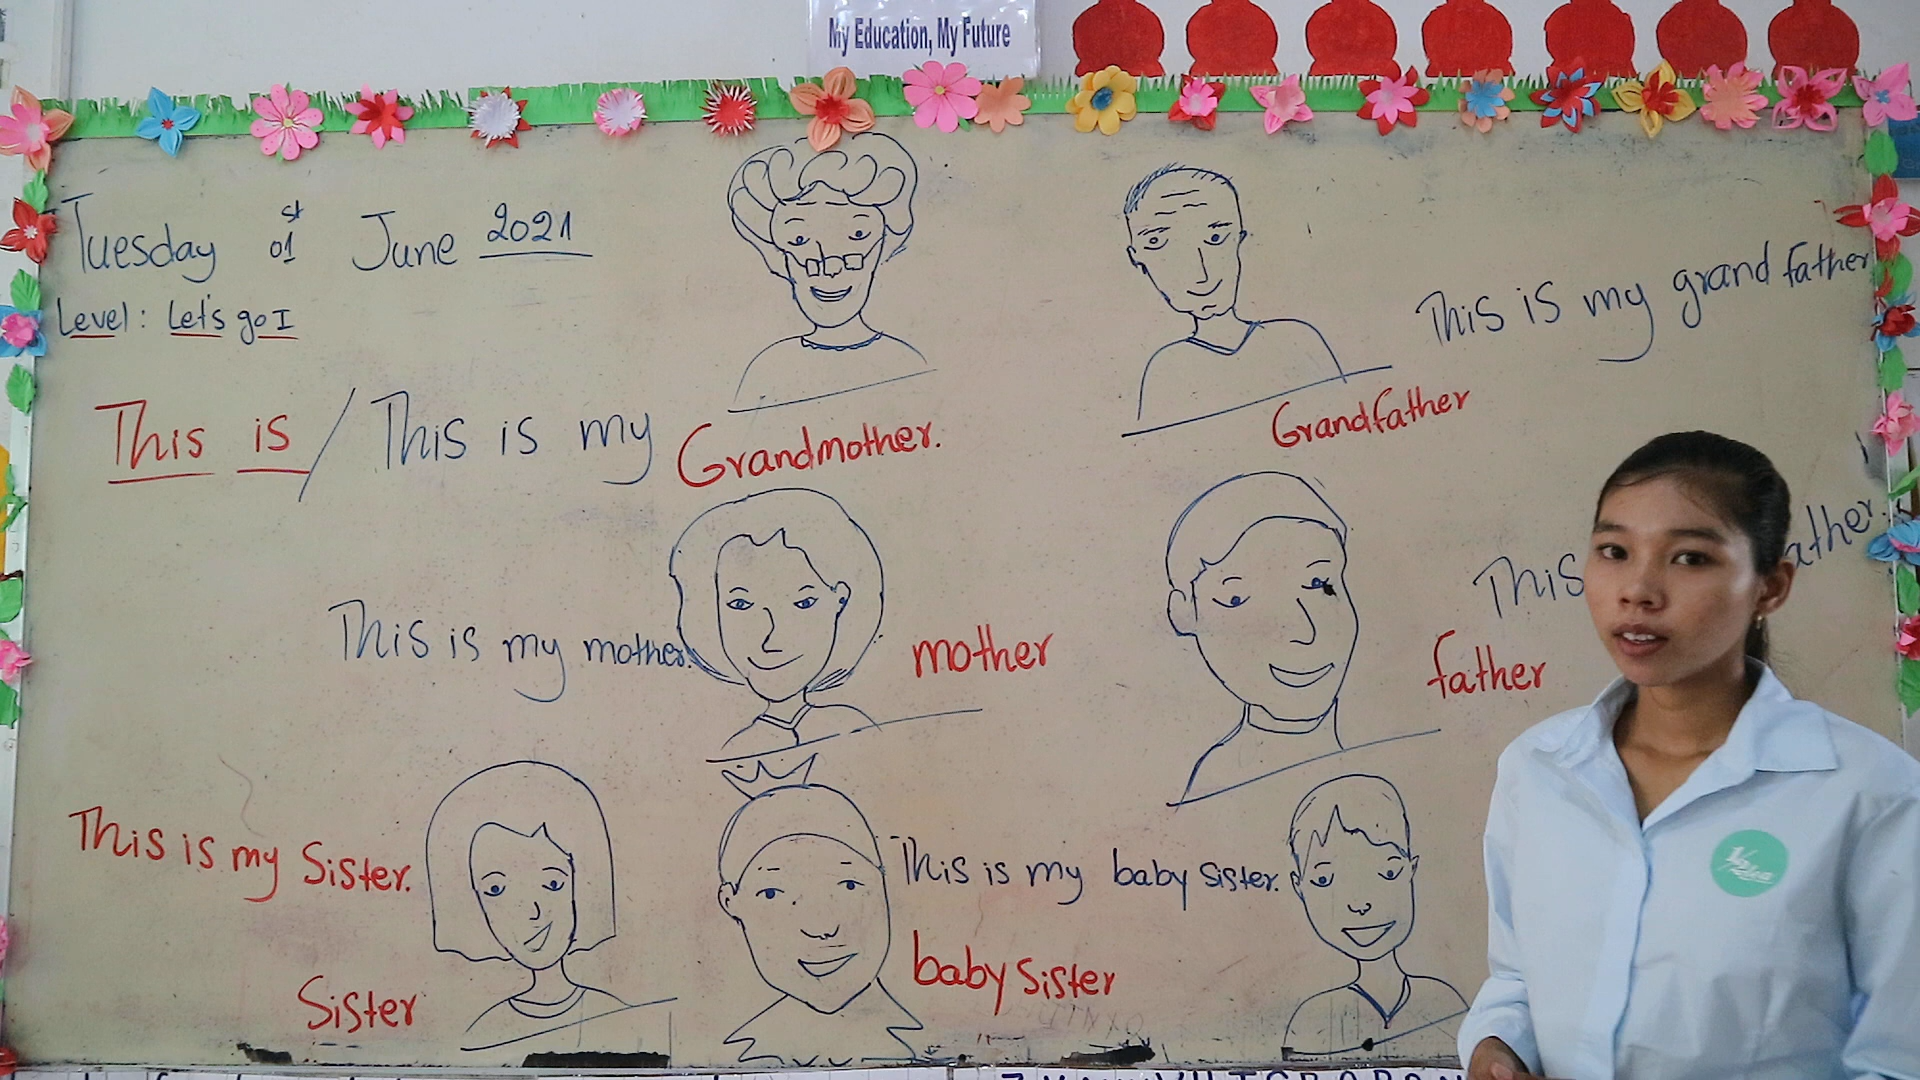 My Education, My Future
Tuesday 01st June 2021
Level: Let's go I
This is my grand father
This is / This is my Grandmother.
Grandfather
This ather.
This is my mother.
mother
father
This is my Sister.
This is my baby sister.
baby sister
Sister